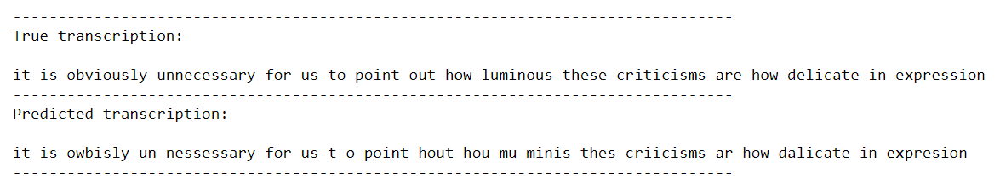 --------------------------------------------------------------------------------
True transcription:
it is obviously unnecessary for us to point out how luminous these criticisms are how delicate in expression
--------------------------------------------------------------------------------
Predicted transcription:
it is owbisly un nessessary for us t o point hout hou mu minis thes criicisms ar how dalicate in expresion
--------------------------------------------------------------------------------